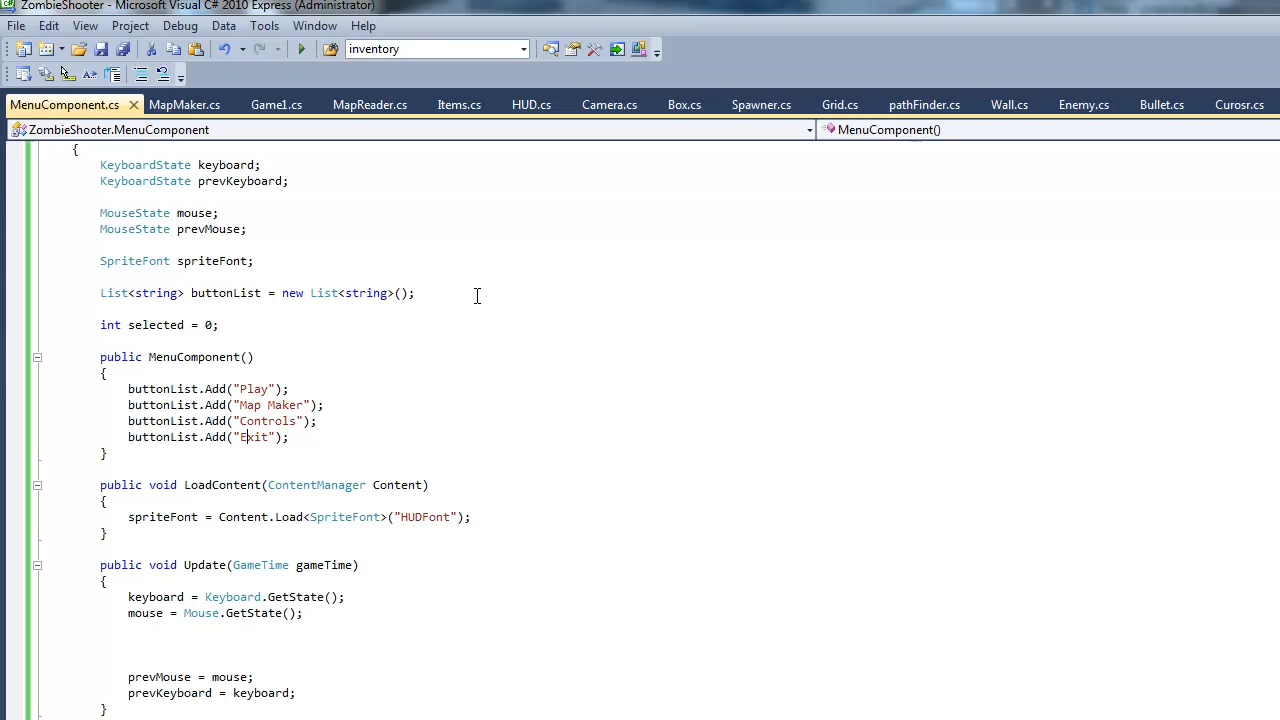 ZombieShooter - Microsoft Visual C# 2010 Express (Administrator)
File Edit View Project Debug Data Tools Window Help
inventory
MenuComponent.cs MapMaker.cs Game1.cs MapReader.cs Items.cs HUD.cs Camera.cs Box.cs Spawner.cs Grid.cs pathFinder.cs Wall.cs Enemy.cs Bullet.cs Curosr.cs
ZombieShooter.MenuComponent MenuComponent()
{
KeyboardState keyboard;
KeyboardState prevKeyboard;
MouseState mouse;
MouseState prevMouse;
SpriteFont spriteFont;
List<string> buttonList = new List<string>();
int selected = 0;
public MenuComponent()
{
buttonList.Add("Play");
buttonList.Add("Map Maker");
buttonList.Add("Controls");
buttonList.Add("Exit");
}
public void LoadContent(ContentManager Content)
{
spriteFont = Content.Load<SpriteFont>("HUDFont");
}
public void Update(GameTime gameTime)
{
keyboard = Keyboard.GetState();
mouse = Mouse.GetState();
prevMouse = mouse;
prevKeyboard = keyboard;
}